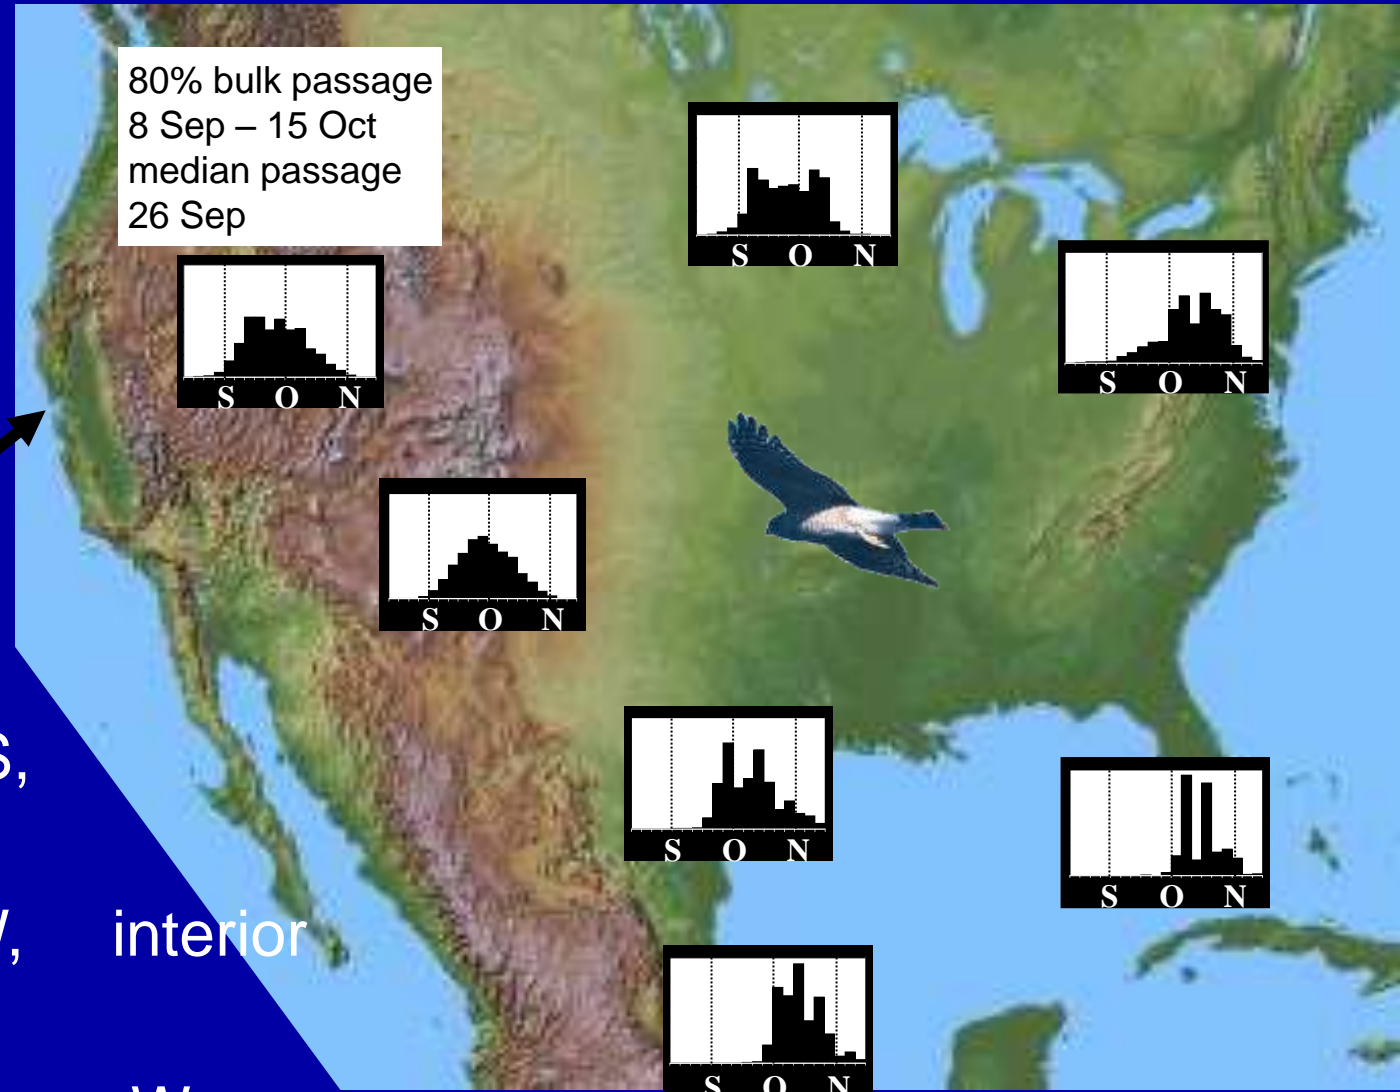 80% bulk passage
8 Sep – 15 Oct
median passage
26 Sep
S O N
S O N
S O N
S O N
S O N
S O N
S O N
S,
interior